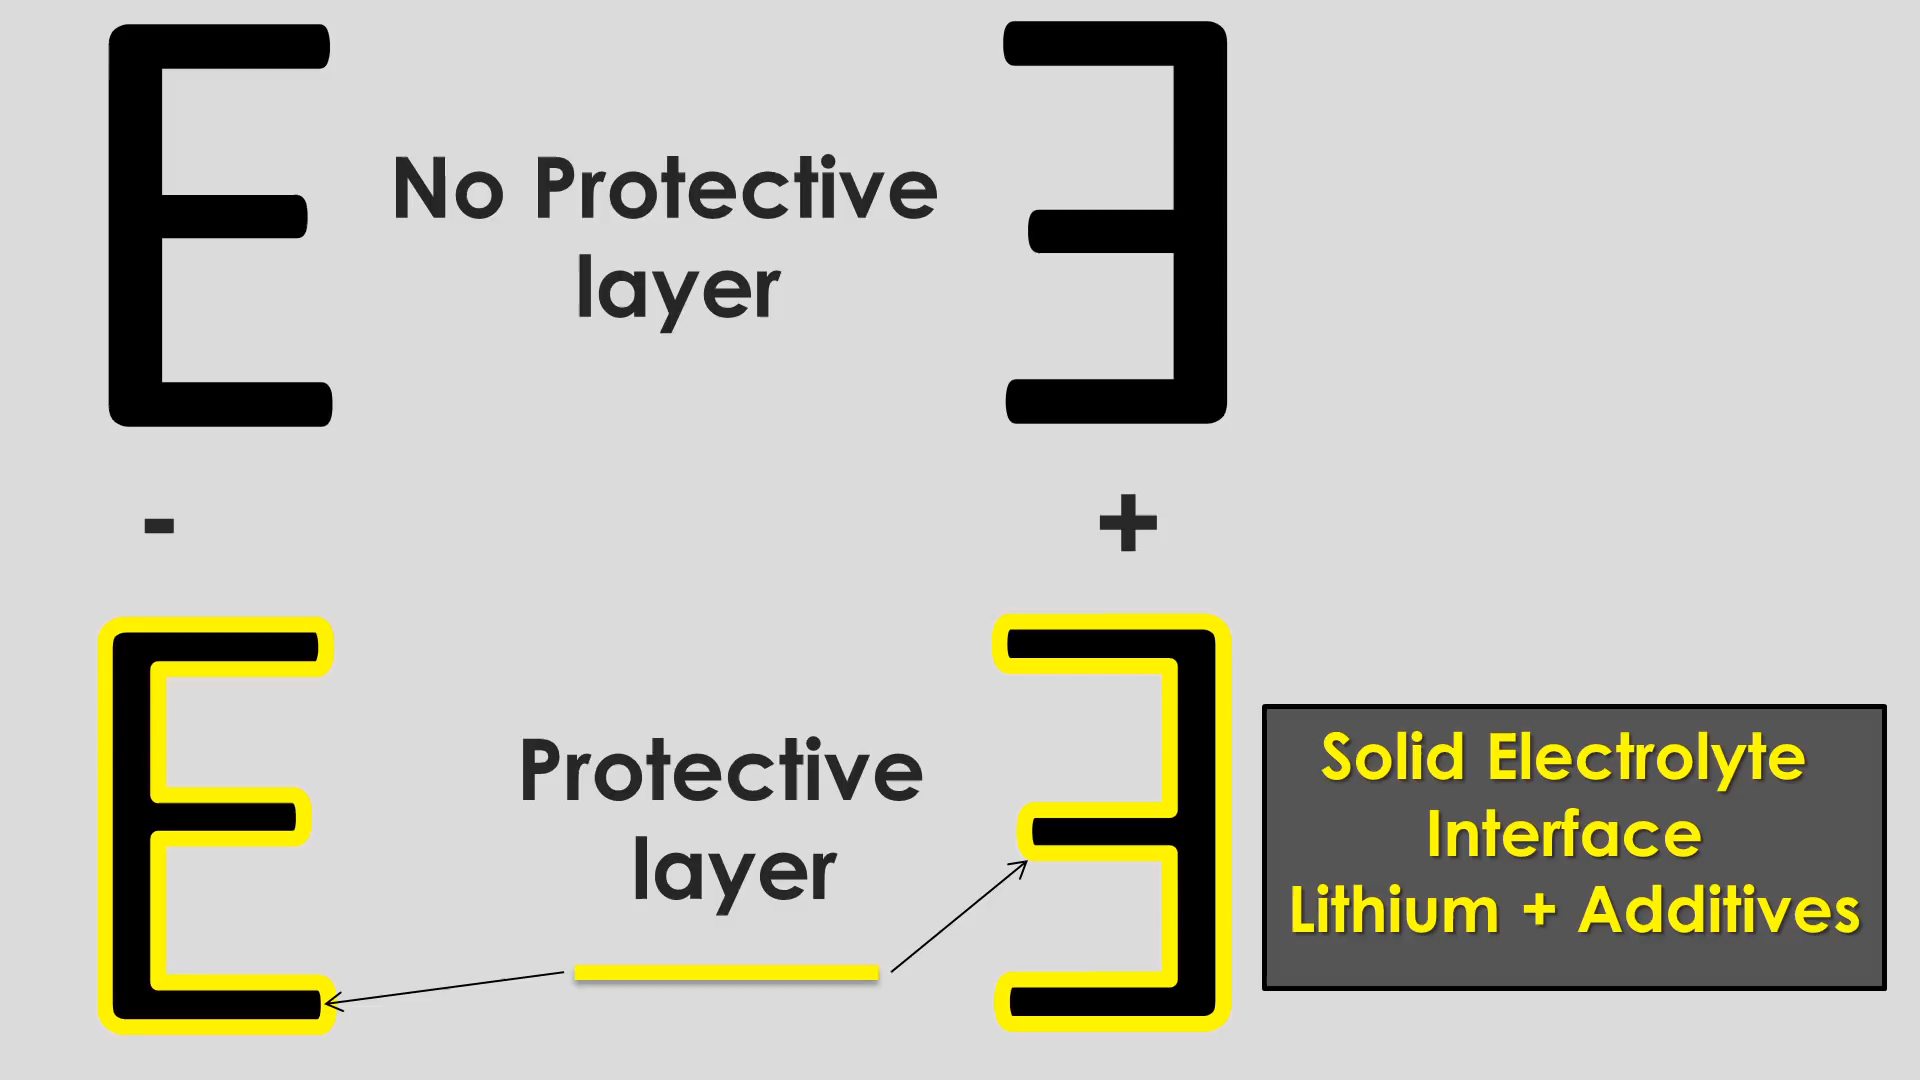 No Protective
layer
- +
Protective
layer
Solid Electrolyte
Interface
Lithium + Additives